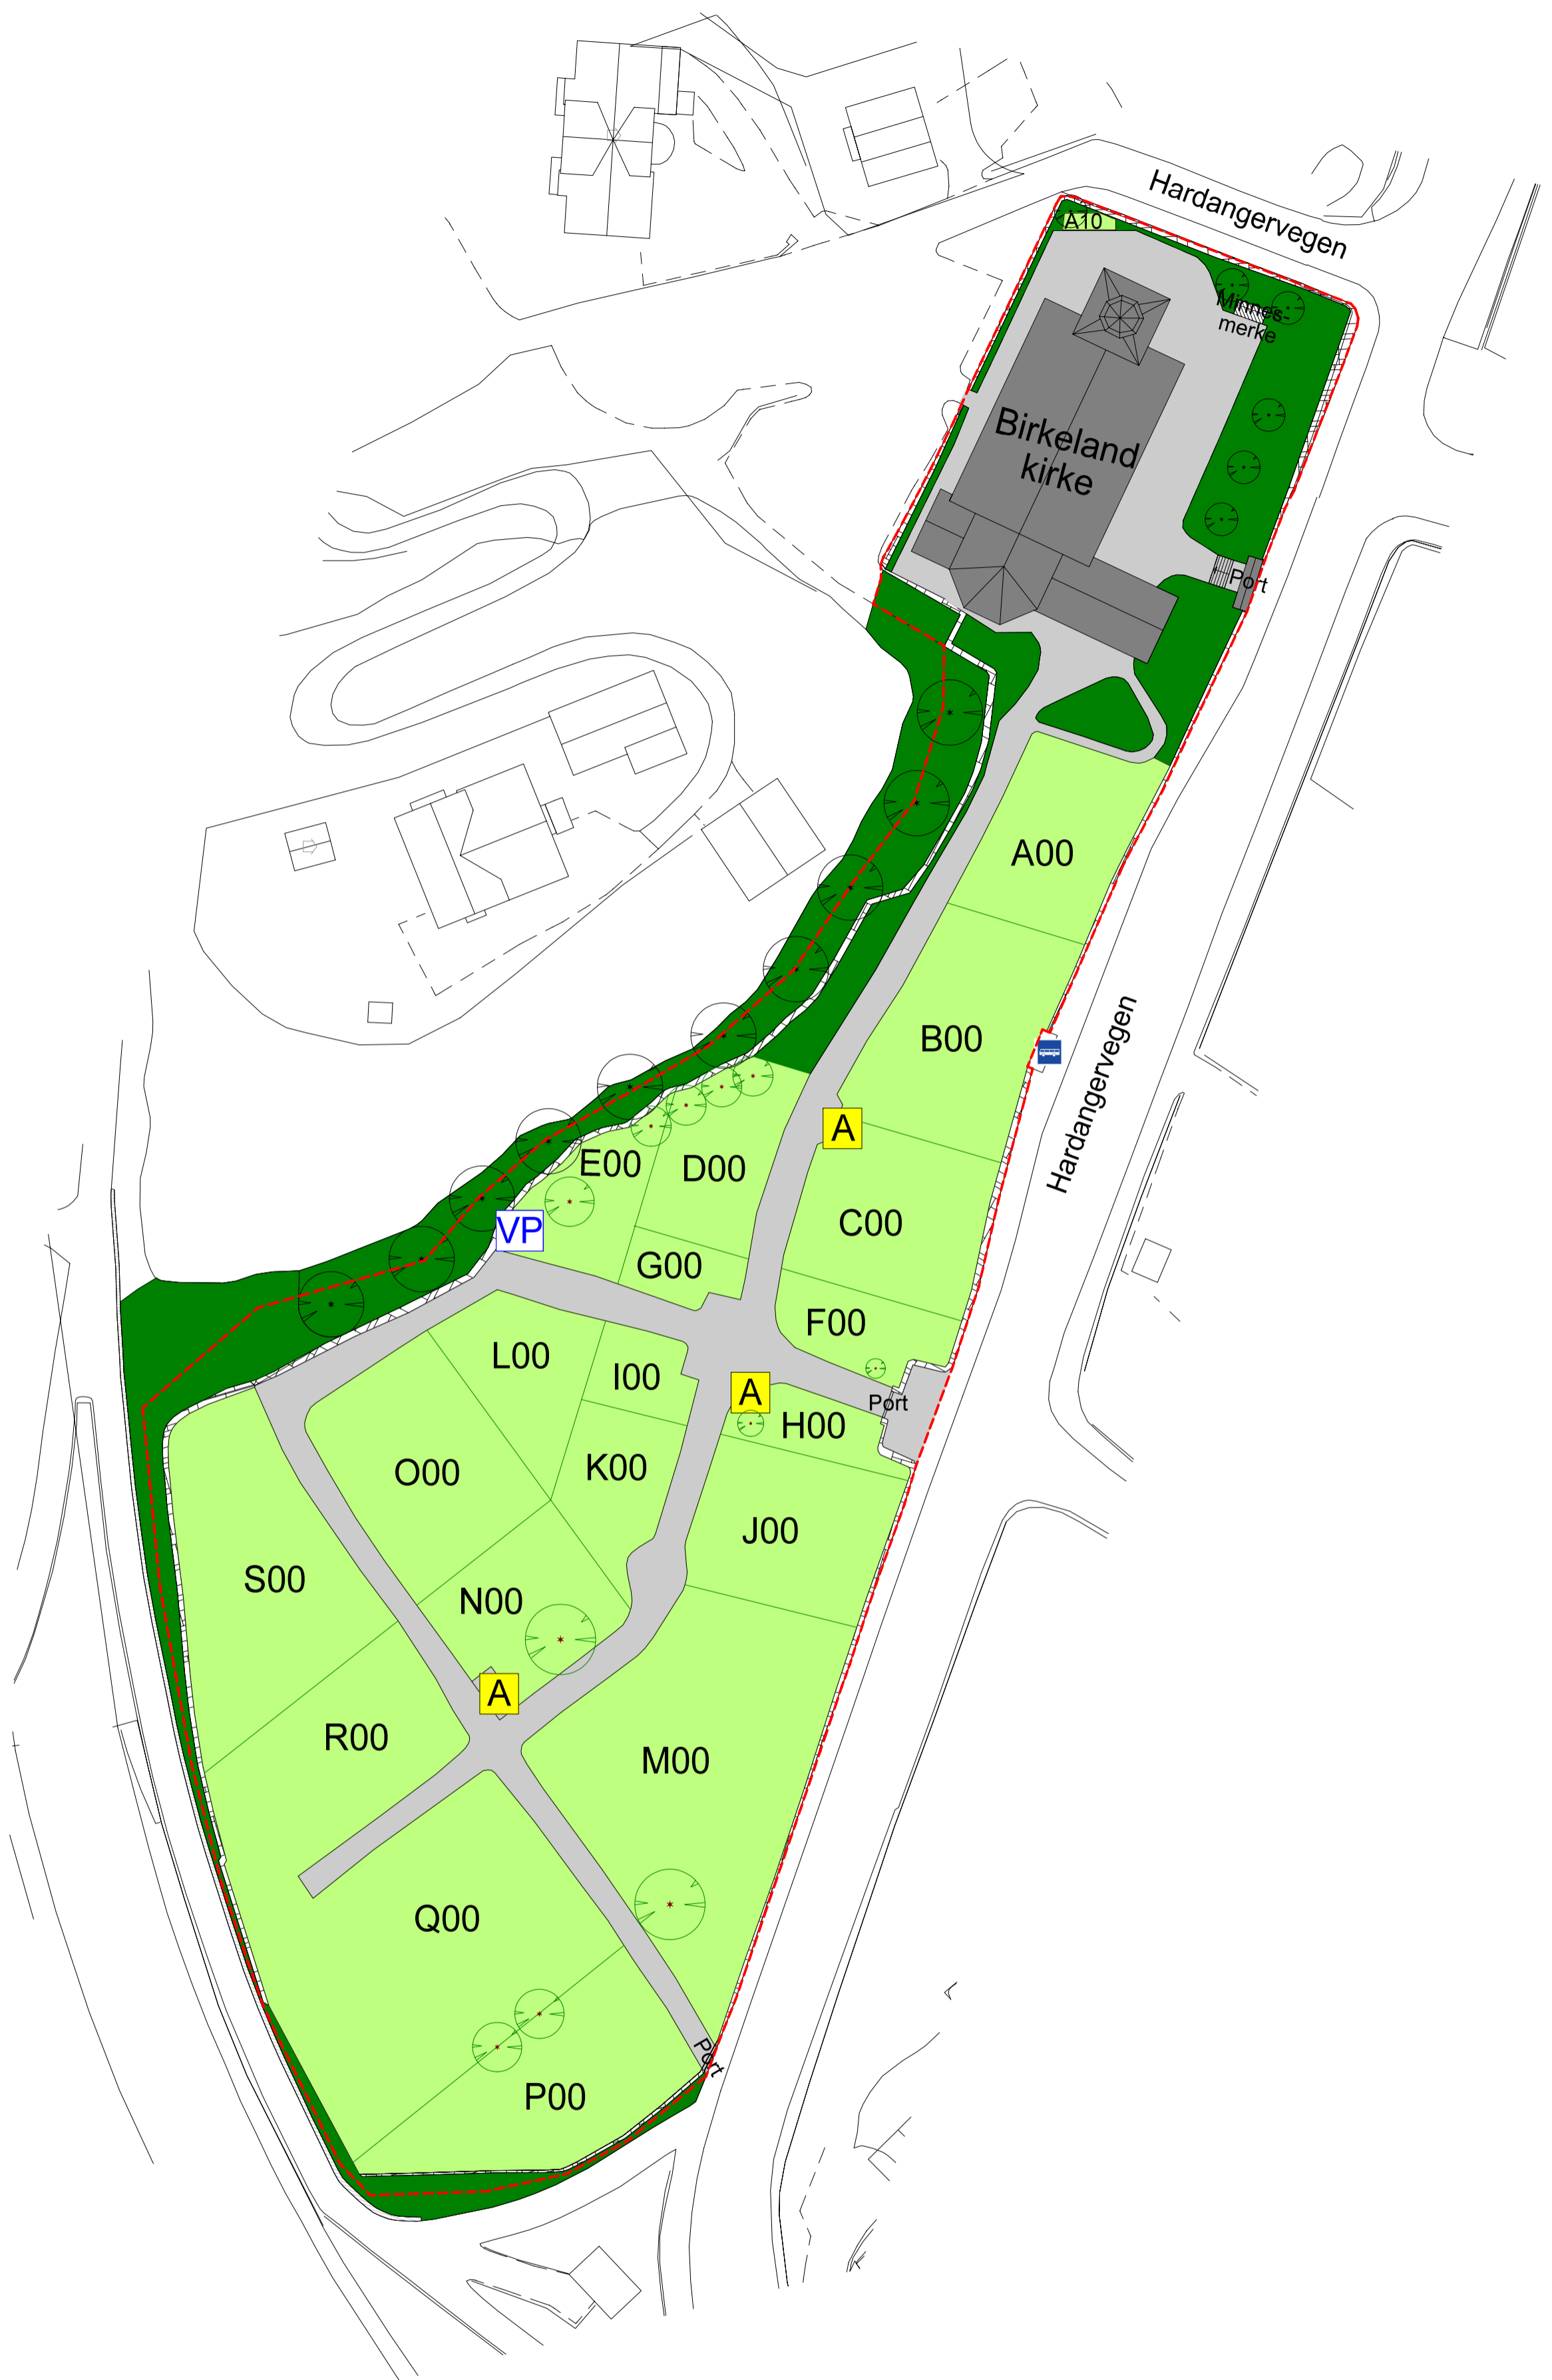 Hardangervegen
A10
Minnes-
merke
Birkeland
kirke
Port
A00
B00
Hardangervegen
A
E00
D00
VP
C00
G00
F00
L00
I00
A
Port
H00
K00
O00
J00
S00
N00
A
R00
M00
Q00
Port
P00